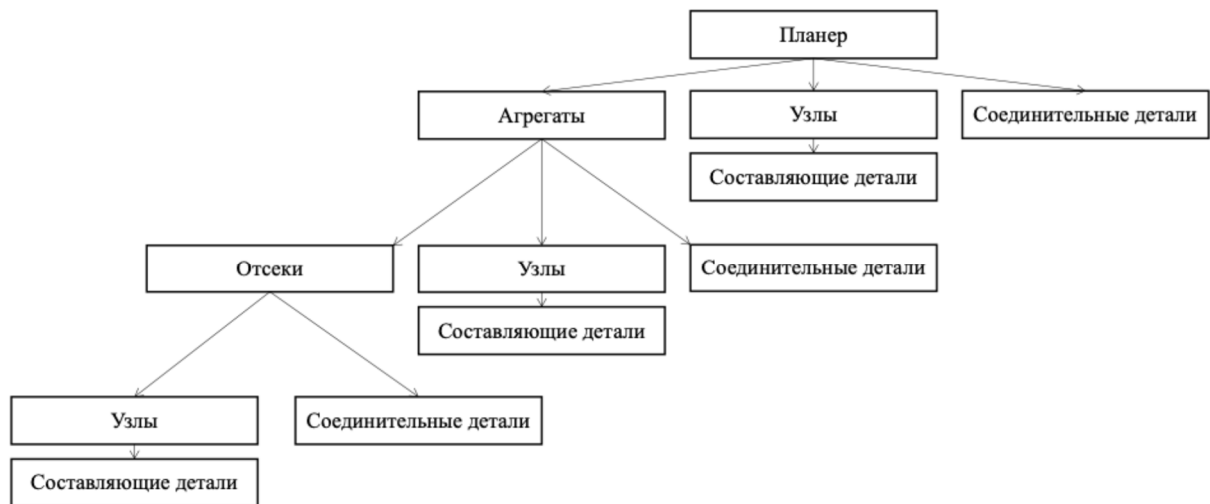 Планер
Агрегаты
Узлы
Соединительные детали
Составляющие детали
Отсеки
Узлы
Соединительные детали
Составляющие детали
Узлы
Соединительные детали
Составляющие детали